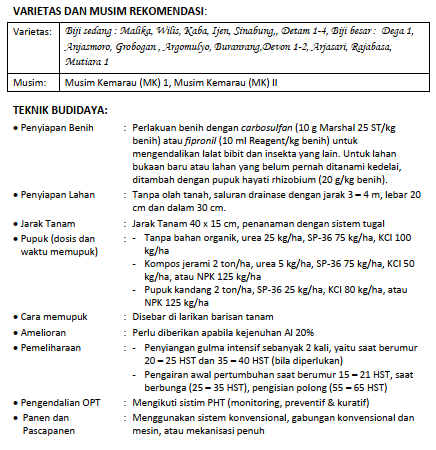 VARIETAS DAN MUSIM REKOMENDASI:
Varietas: Biji sedang : Malika, Wilis, Kaba, Ijen, Sinabung,, Detam 1-4, Biji besar : Dega 1,
Anjasmoro, Grobogan , Argomulyo, Buranrang,Devon 1-2, Arjasari, Rajabasa,
Mutiara 1
Musim: Musim Kemarau (MK) 1, Musim Kemarau (MK) II
TEKNIK BUDIDAYA:
• Penyiapan Benih : Perlakuan benih dengan carbosulfan (10 g Marshal 25 ST/kg
benih) atau fipronil (10 ml Reagent/kg benih) untuk
mengendalikan lalat bibit dan insekta yang lain. Untuk lahan
bukaan baru atau lahan yang belum pernah ditanami kedelai,
ditambah dengan pupuk hayati rhizobium (20 g/kg benih).
• Penyiapan Lahan : Tanpa olah tanah, saluran drainase dengan jarak 3 – 4 m, lebar 20
cm dan dalam 30 cm.
• Jarak Tanam : Jarak Tanam 40 x 15 cm, penanaman dengan sistem tugal
• Pupuk (dosis dan : - Tanpa bahan organik, urea 25 kg/ha, SP-36 75 kg/ha, KCl 100
waktu memupuk) kg/ha
- Kompos jerami 2 ton/ha, urea 5 kg/ha, SP-36 75 kg/ha, KCl 50
kg/ha, atau NPK 125 kg/ha
- Pupuk kandang 2 ton/ha, SP-36 25 kg/ha, KCl 80 kg/ha, atau
NPK 125 kg/ha
• Cara memupuk : Disebar di larikan barisan tanam
• Amelioran : Perlu diberikan apabila kejenuhan Al 20%
• Pemeliharaan : - Penyiangan gulma intensif sebanyak 2 kali, yaitu saat berumur
20 – 25 HST dan 35 – 40 HST (bila diperlukan)
- Pengairan awal pertumbuhan saat berumur 15 – 21 HST, saat
berbunga (25 – 35 HST), pengisian polong (55 – 65 HST)
• Pengendalian OPT : Mengikuti sistim PHT (monitoring, preventif & kuratif)
• Panen dan : Menggunakan sistem konvensional, gabungan konvensional dan
Pascapanen mesin, atau mekanisasi penuh